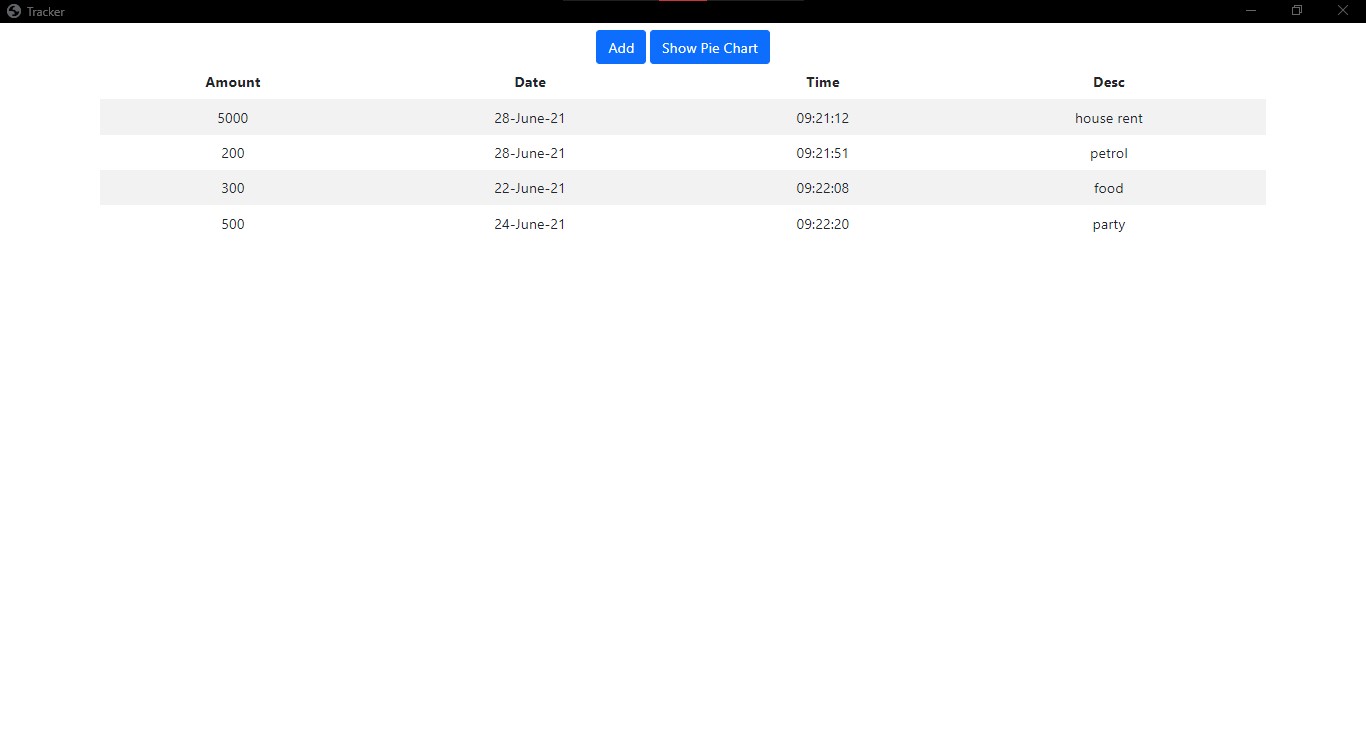 Tracker
Add Show Pie Chart
Amount Date Time Desc
5000 28-June-21 09:21:12 house rent
200 28-June-21 09:21:51 petrol
300 22-June-21 09:22:08 food
500 24-June-21 09:22:20 party